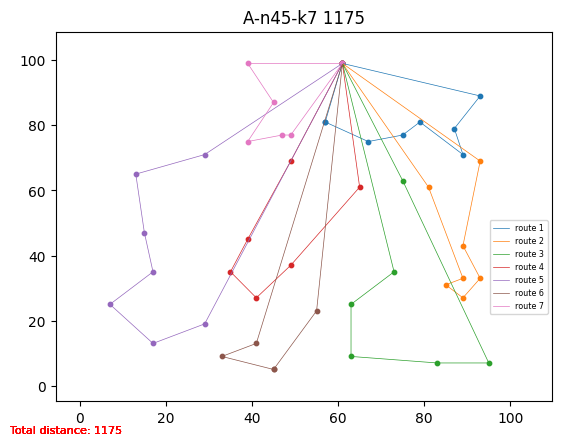 A-n45-k7 1175
100
80
60
40
20
0
0 20 40 60 80 100
route 1
route 2
route 3
route 4
route 5
route 6
route 7
Total distance: 1175